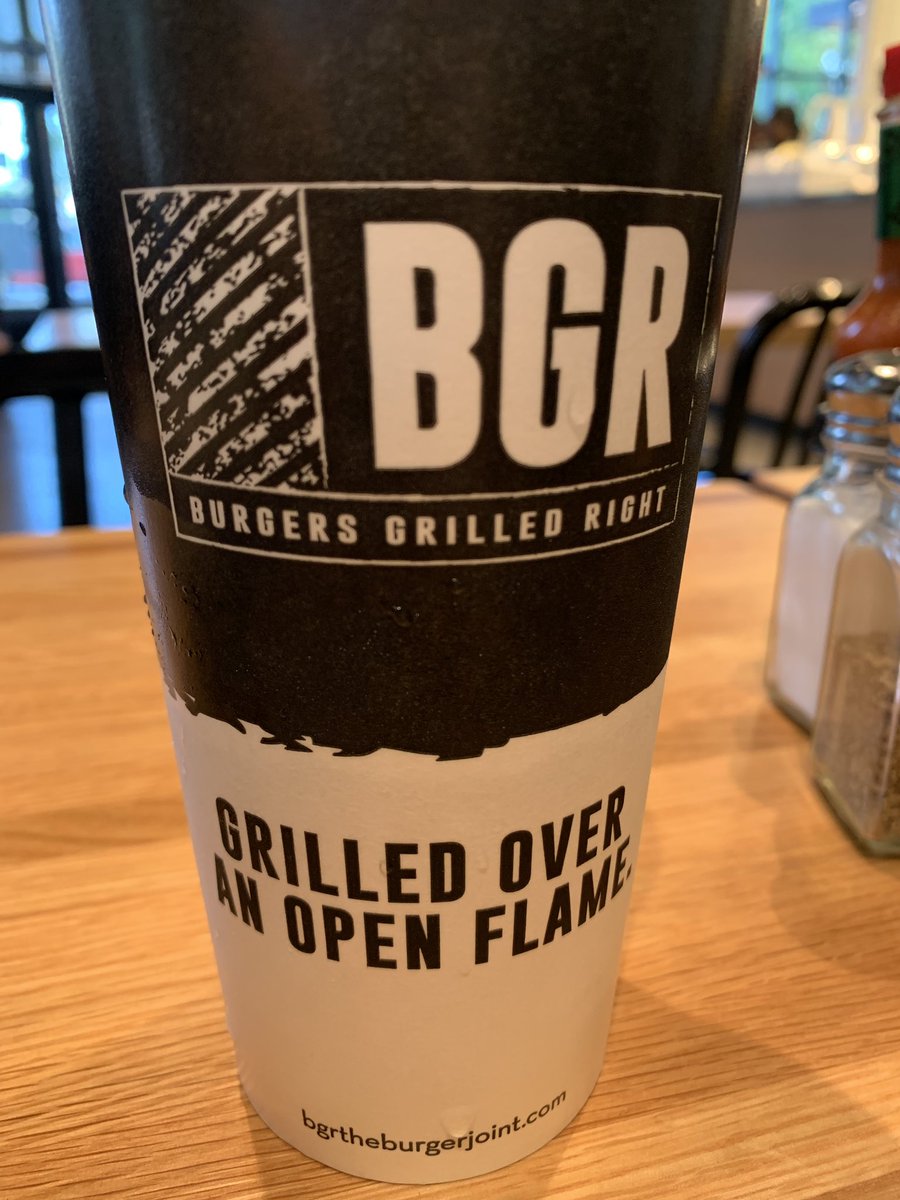 BGR
BURGERS GRILLED RIGHT
GRILLED OVER
AN OPEN FLAME.
bgrtheburgerjoint.com